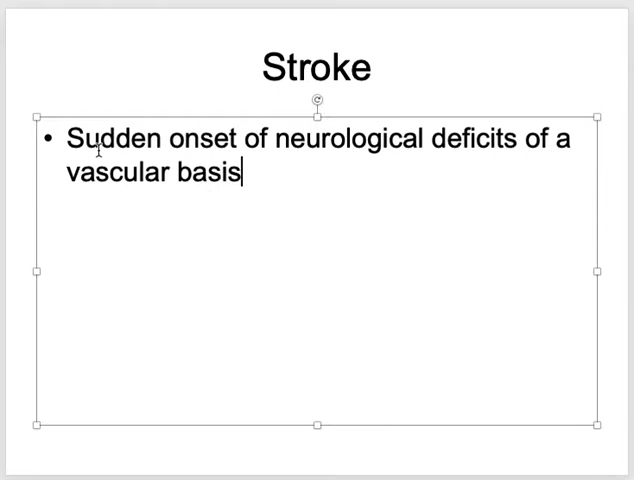 Stroke
• Sudden onset of neurological deficits of a
vascular basis